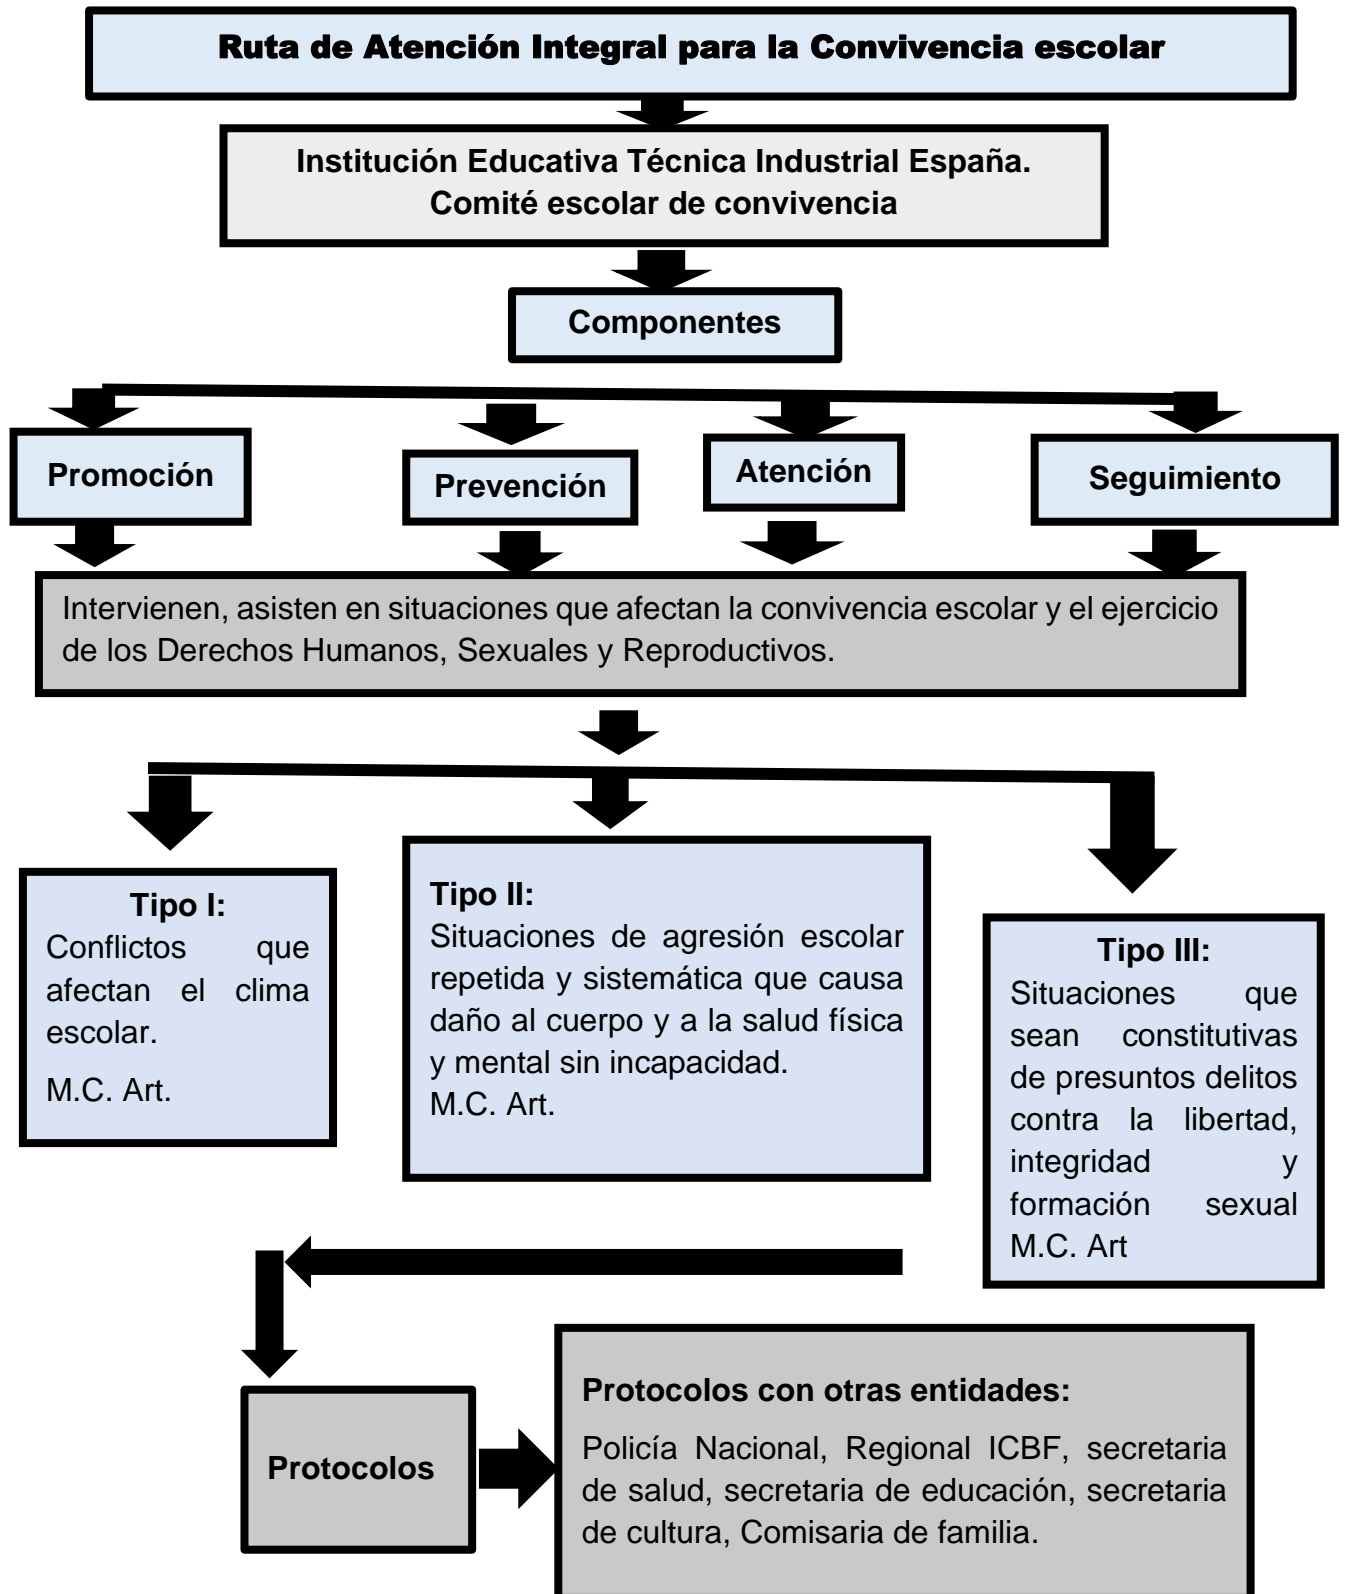 Ruta de Atención Integral para la Convivencia escolar
Institución Educativa Técnica Industrial España.
Comité escolar de convivencia
Componentes
Promoción
Prevención
Atención
Seguimiento
Intervienen, asisten en situaciones que afectan la convivencia escolar y el ejercicio
de los Derechos Humanos, Sexuales y Reproductivos.
Tipo I:
Conflictos que
afectan el clima
escolar.
M.C. Art.
Tipo II:
Situaciones de agresión escolar
repetida y sistemática que causa
daño al cuerpo y a la salud física
y mental sin incapacidad.
M.C. Art.
Tipo III:
Situaciones que
sean constitutivas
de presuntos delitos
contra la libertad,
integridad y
formación sexual
M.C. Art
Protocolos
Protocolos con otras entidades:
Policía Nacional, Regional ICBF, secretaria
de salud, secretaria de educación, secretaria
de cultura, Comisaria de familia.